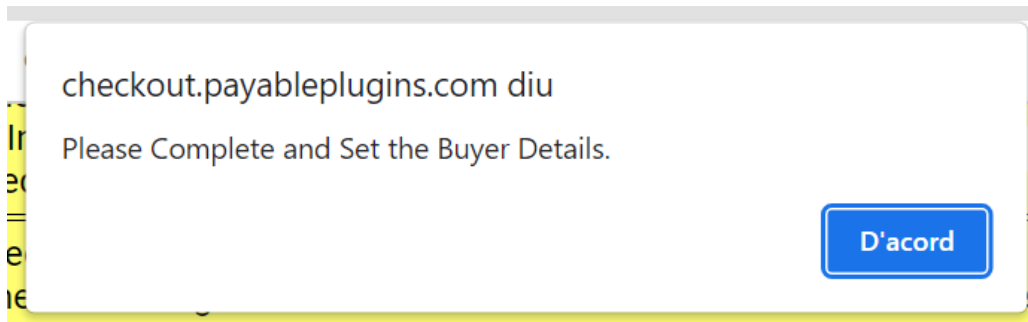 checkout.payableplugins.com diu
Please Complete and Set the Buyer Details.
D'acord